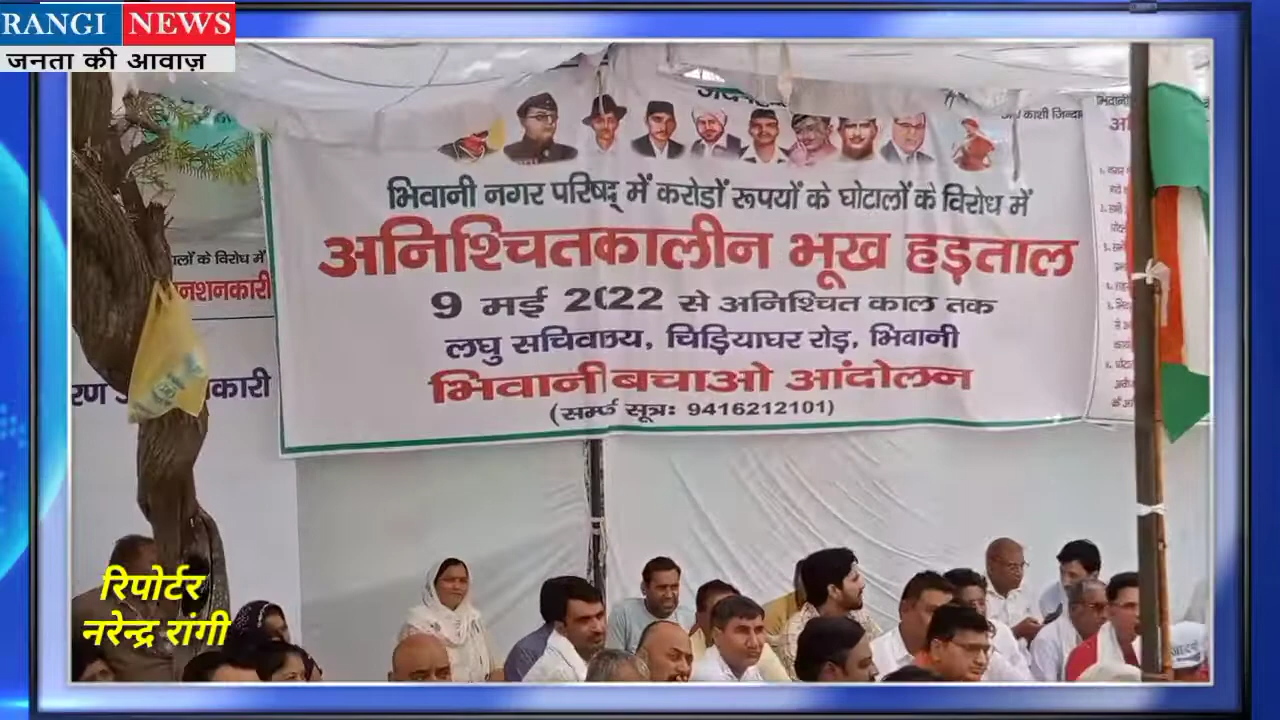 RANGI NEWS
जनता की आवाज़
भिवानी नगर परिषद् में करोडों रूपयों के घोटालों के विरोध में
अनिश्चितकालीन भूख हड़ताल
9 मई 2022 से अनिश्चित काल तक
लघु सचिवालय, चिड़ियाघर रोड़, भिवानी
भिवानी बचाओ आंदोलन
(सम्पर्क सूत्रः 9416212101)
के विरोध में
काशी
भिवानी
रिपोर्टर
नरेन्द्र रांगी